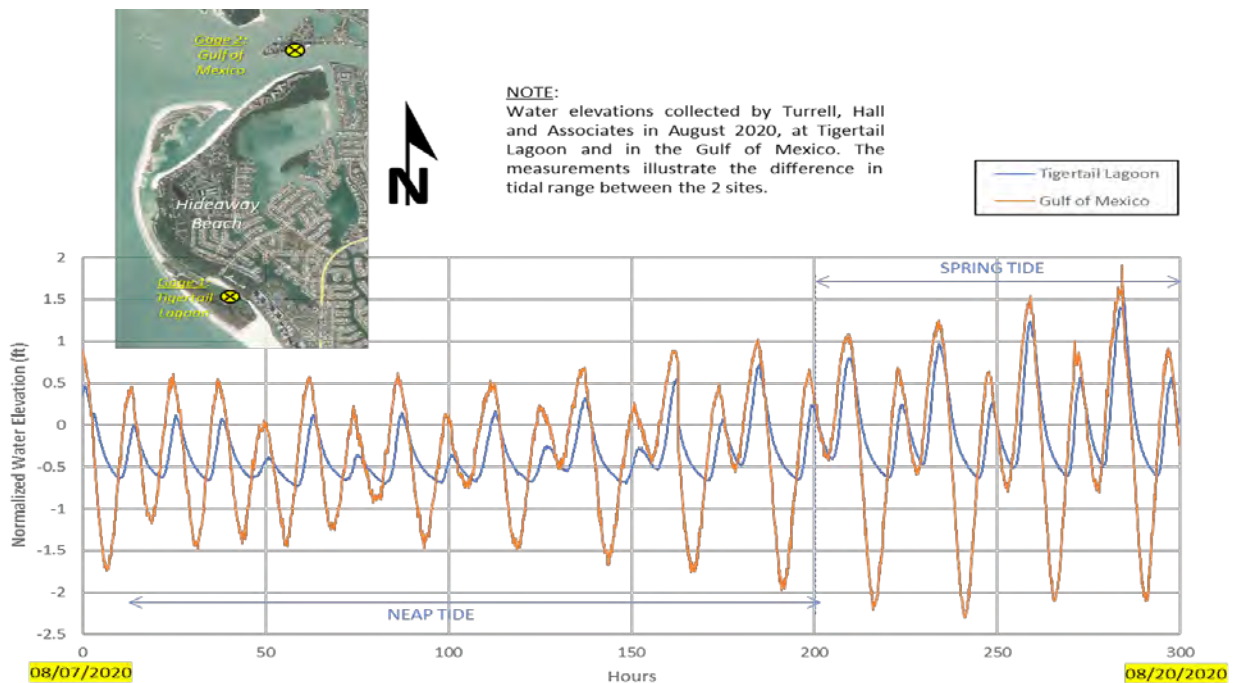 Gage 2:
Gulf of
Mexico
Hideaway
Beach
Gage 1:
Tigertail
Lagoon
N
NOTE:
Water elevations collected by Turrell, Hall
and Associates in August 2020, at Tigertail
Lagoon and in the Gulf of Mexico. The
measurements illustrate the difference in
tidal range between the 2 sites.
Tigertail Lagoon
Gulf of Mexico
SPRING TIDE
NEAP TIDE
Normalized Water Elevation (ft)
2
1.5
1
0.5
0
-0.5
-1
-1.5
-2
-2.5
0 50 100 150 200 250 300
08/07/2020 Hours 08/20/2020